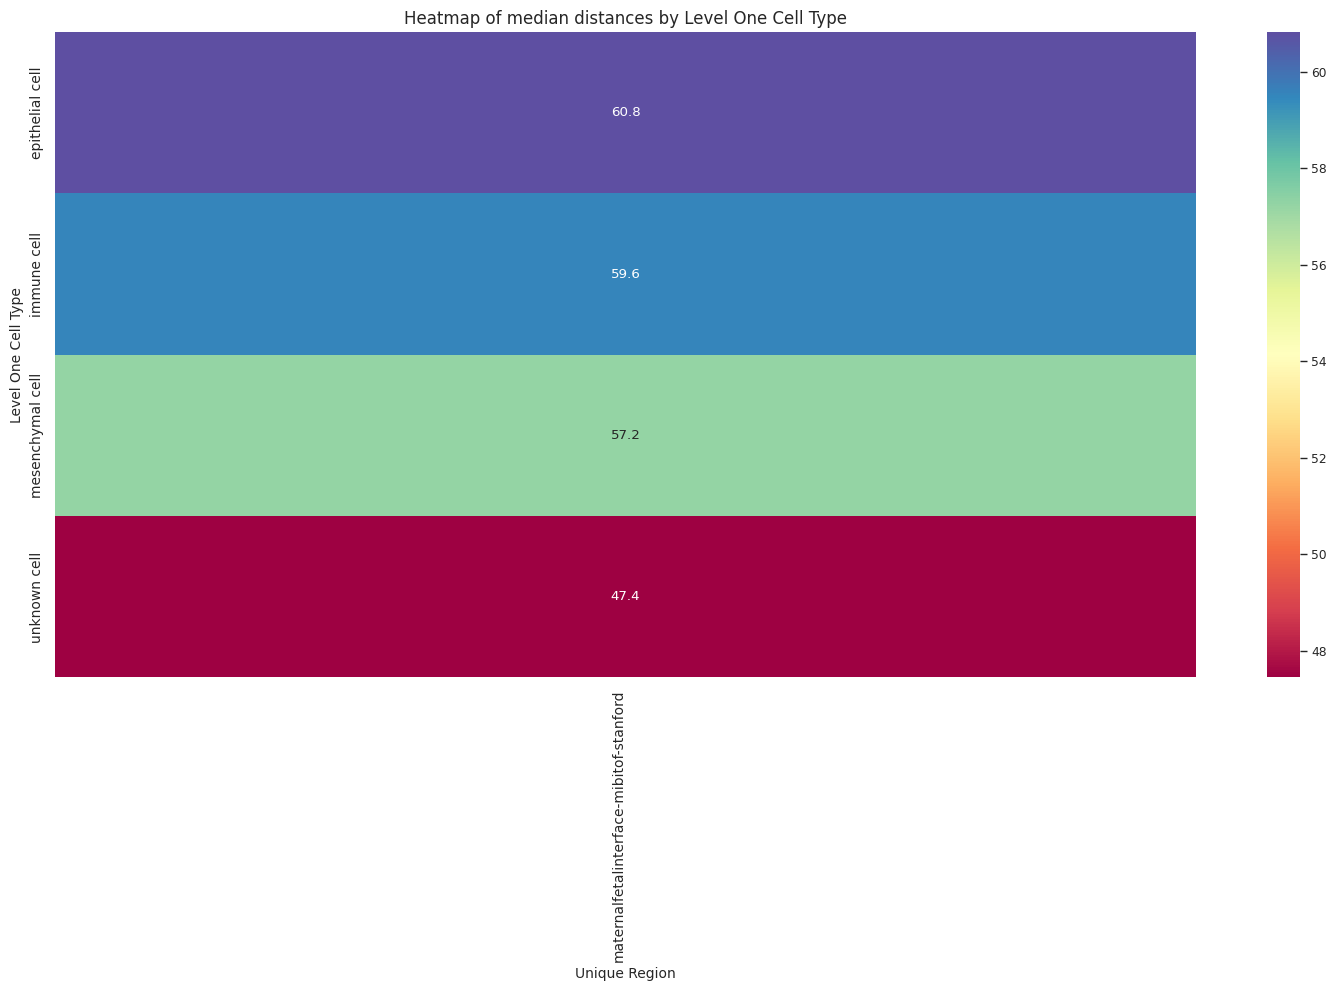 Heatmap of median distances by Level One Cell Type
Level One Cell Type
epithelial cell
immune cell
mesenchymal cell
unknown cell
60.8
59.6
57.2
47.4
60
58
56
54
52
50
48
maternalfetalinterface-mibitof-stanford
Unique Region